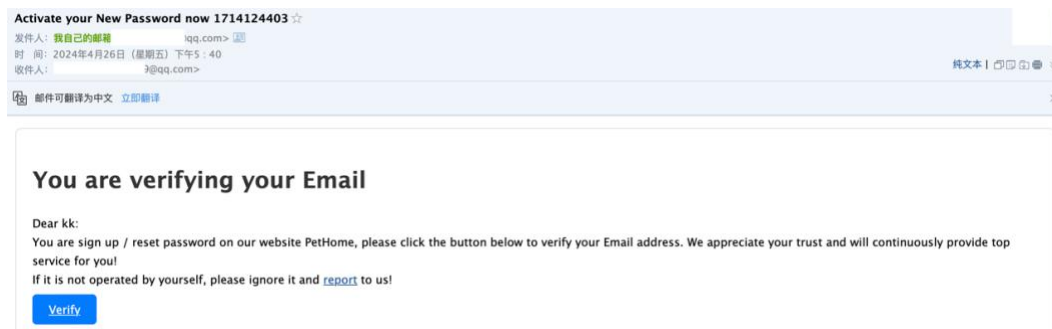 Activate your New Password now 1714124403 ☆
发件人：我自己的邮箱 qq.com>
时 间：2024年4月26日（星期五）下午5：40
收件人： @qq.com>
纯文本 |
邮件可翻译为中文 立即翻译
You are verifying your Email
Dear kk:
You are sign up / reset password on our website PetHome, please click the button below to verify your Email address. We appreciate your trust and will continuously provide top
service for you!
If it is not operated by yourself, please ignore it and report to us!
Verify